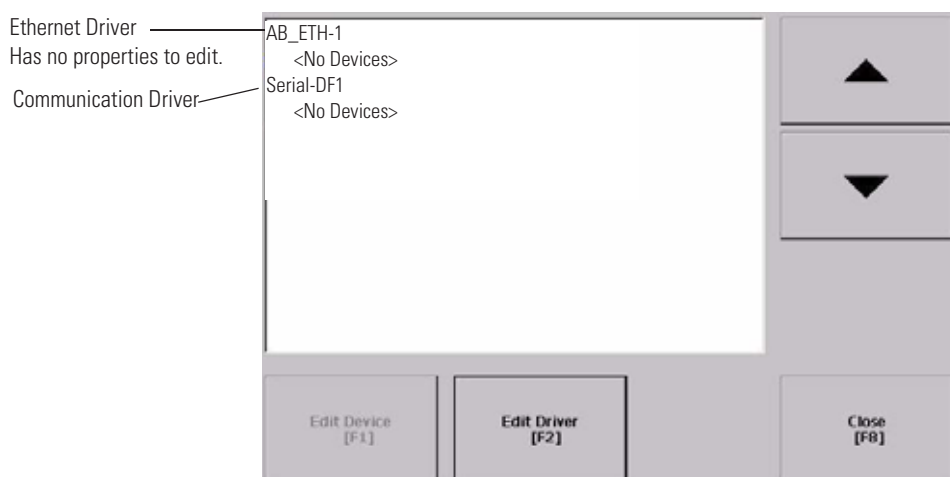 Ethernet Driver
Has no properties to edit.
Communication Driver
AB_ETH-1
<No Devices>
Serial-DF1
<No Devices>
Edit Device
[F1]
Edit Driver
[F2]
Close
[F8]